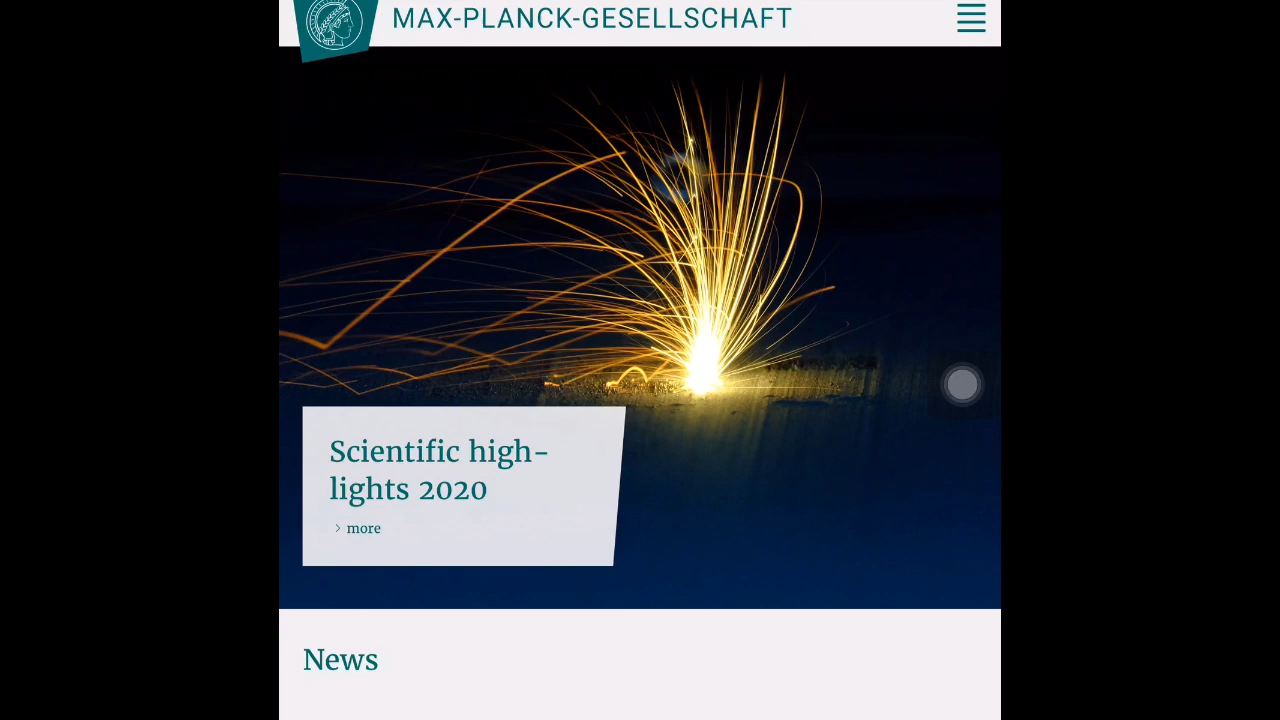 MAX-PLANCK-GESELLSCHAFT
Scientific high-
lights 2020
more
News